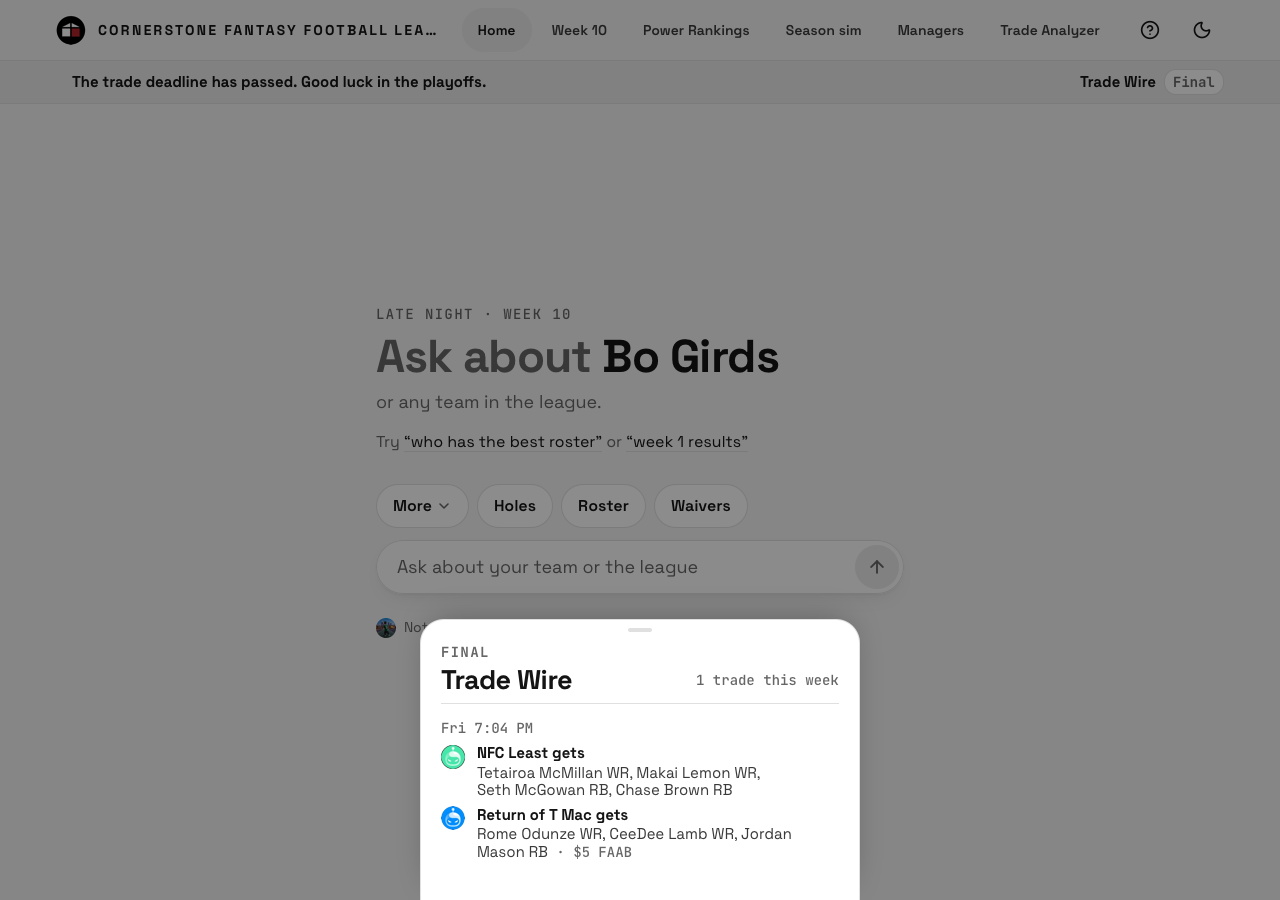 CORNERSTONE FANTASY FOOTBALL LEA…
Home
Week 10
Power Rankings
Season sim
Managers
Trade Analyzer
The trade deadline has passed. Good luck in the playoffs.
Trade Wire
Final
LATE NIGHT · WEEK 10
Ask about Bo Girds
or any team in the league.
Try “who has the best roster” or “week 1 results”
More
Holes
Roster
Waivers
Ask about your team or the league
FINAL
Trade Wire
1 trade this week
Fri 7:04 PM
NFC Least gets
Tetairoa McMillan WR, Makai Lemon WR,
Seth McGowan RB, Chase Brown RB
Return of T Mac gets
Rome Odunze WR, CeeDee Lamb WR, Jordan
Mason RB · $5 FAAB